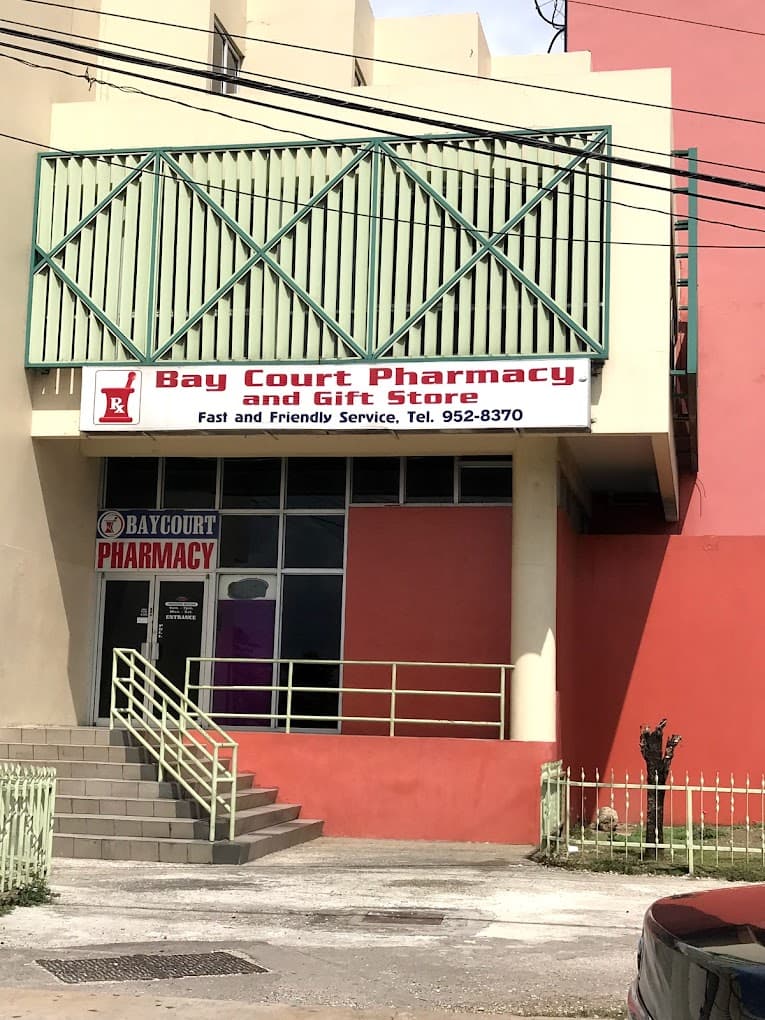 Bay Court Pharmacy
and Gift Store
Fast and Friendly Service, Tel. 952-8370
Rx
BAYCOURT
PHARMACY
ENTRANCE